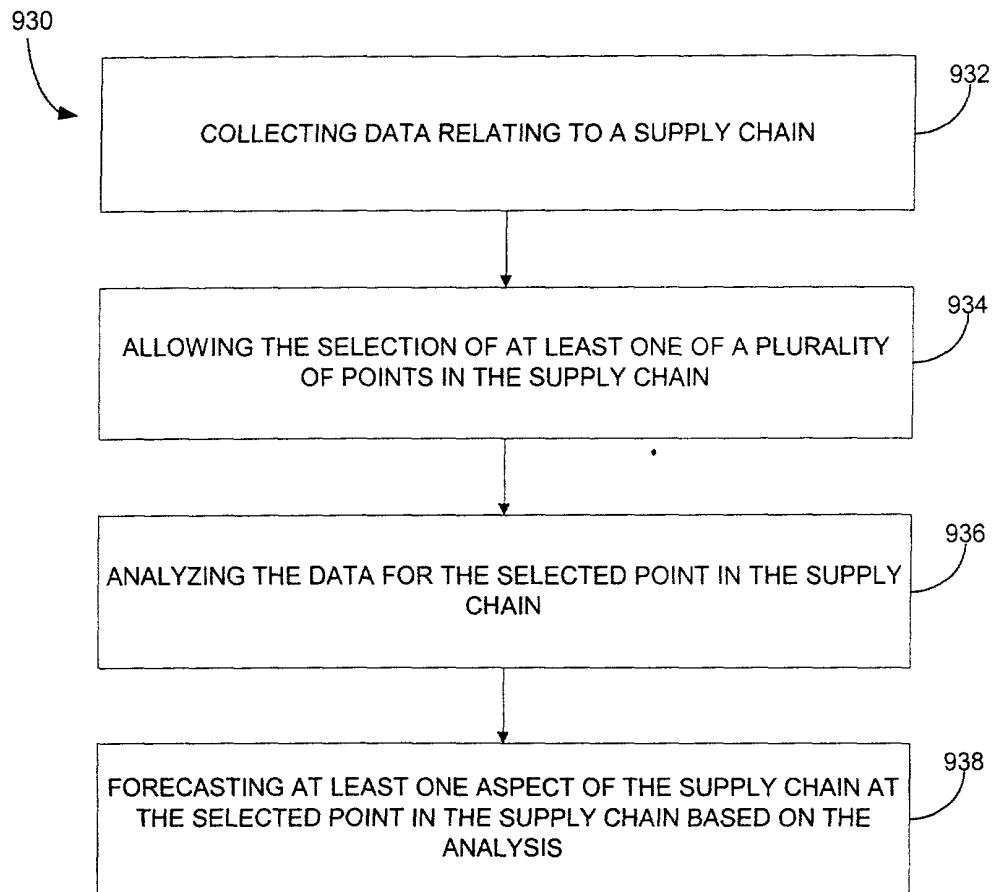 930
932
COLLECTING DATA RELATING TO A SUPPLY CHAIN
934
ALLOWING THE SELECTION OF AT LEAST ONE OF A PLURALITY
OF POINTS IN THE SUPPLY CHAIN
936
ANALYZING THE DATA FOR THE SELECTED POINT IN THE SUPPLY
CHAIN
938
FORECASTING AT LEAST ONE ASPECT OF THE SUPPLY CHAIN AT
THE SELECTED POINT IN THE SUPPLY CHAIN BASED ON THE
ANALYSIS